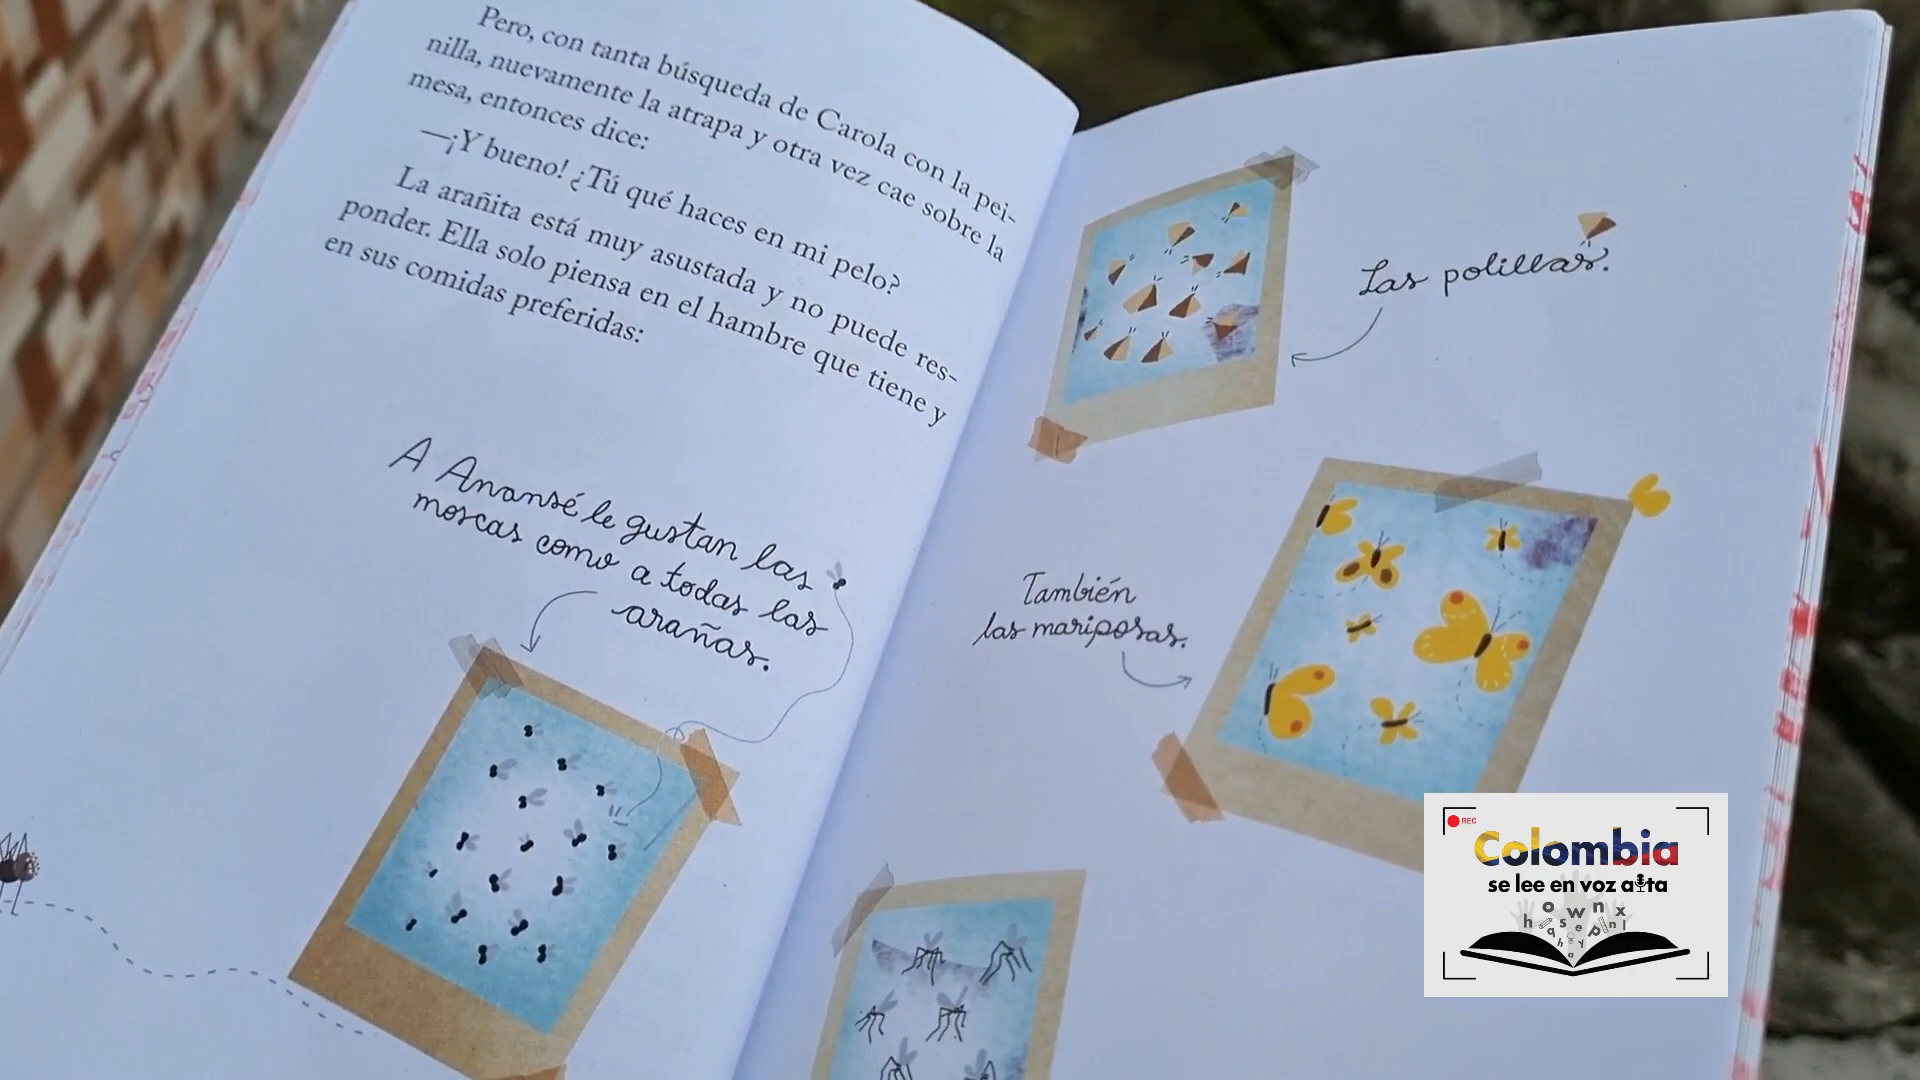 Pero, con tanta búsqueda de Carola con la pei-
nilla, nuevamente la atrapa y otra vez cae sobre la
mesa, entonces dice:
—¡Y bueno! ¿Tú qué haces en mi pelo?
La arañita está muy asustada y no puede res-
ponder. Ella solo piensa en el hambre que tiene y
en sus comidas preferidas:
A Anansé le gustan las
moscas como a todas las
arañas.
Las polillas.
También
las mariposas.
REC
Colombia
se lee en voz alta